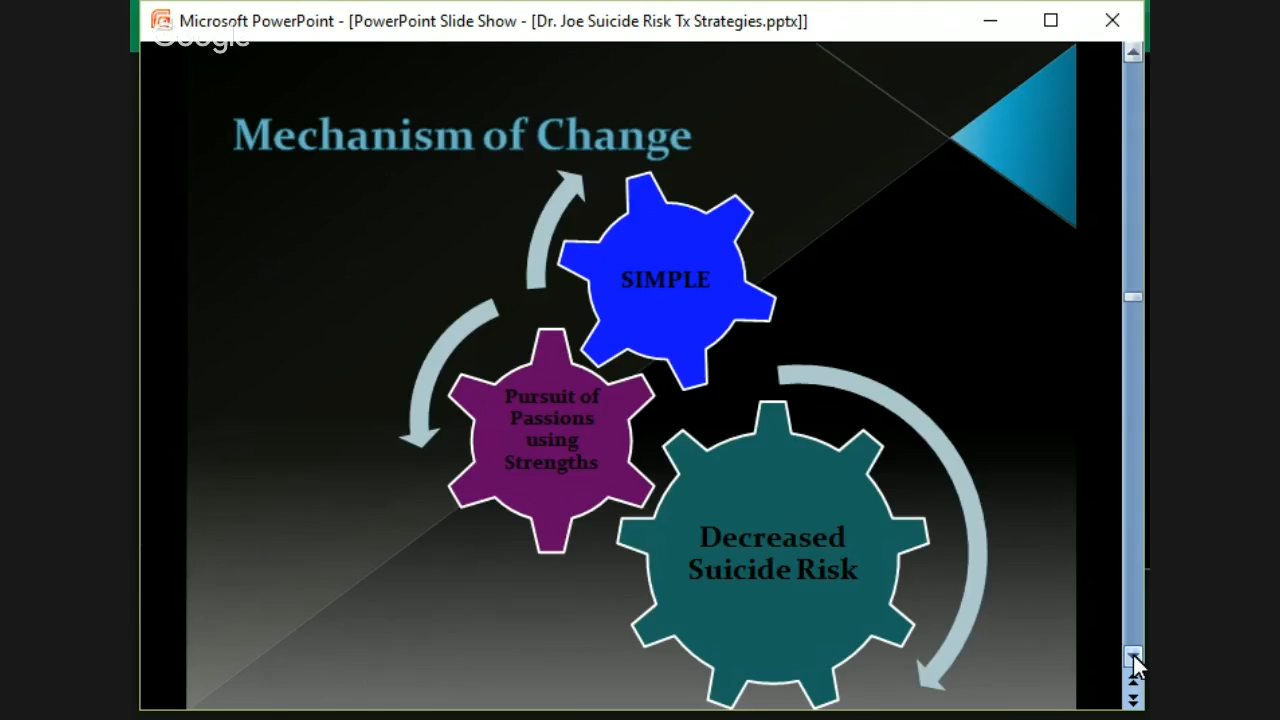 Microsoft PowerPoint - [PowerPoint Slide Show - [Dr. Joe Suicide Risk Tx Strategies.pptx]]
Google
Mechanism of Change
SIMPLE
Pursuit of
Passions
using
Strengths
Decreased
Suicide Risk